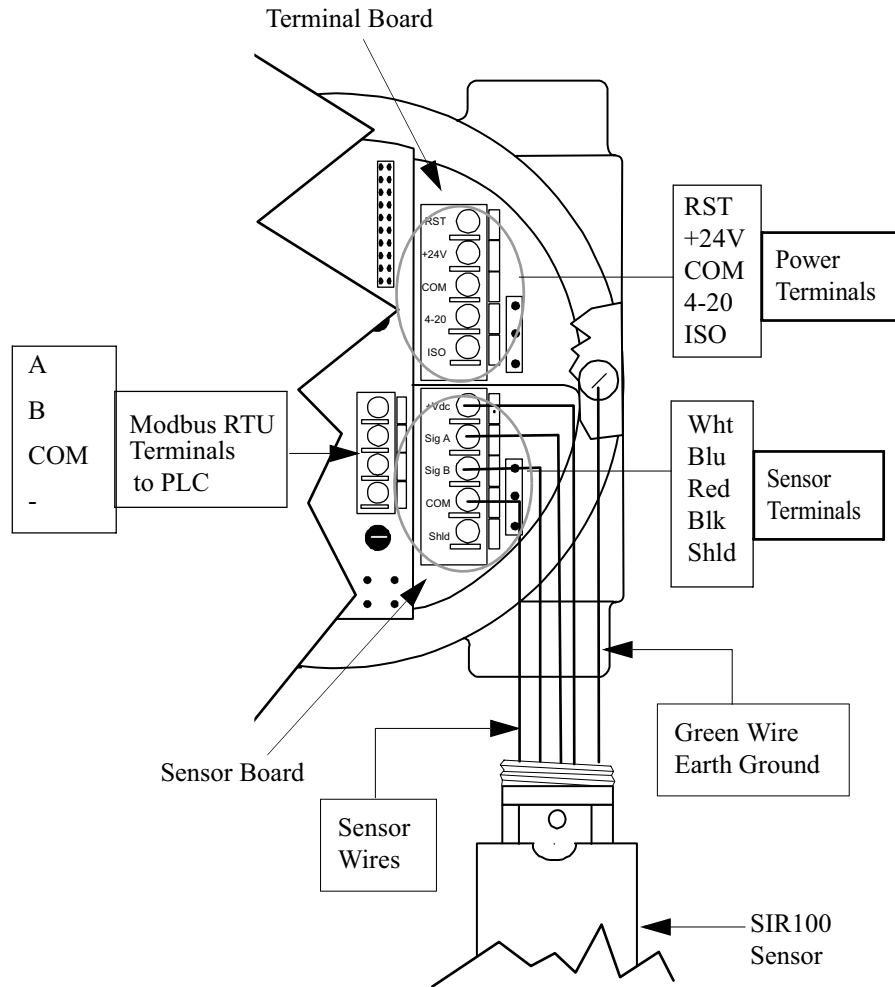 Terminal Board
RST
+24V
COM
4-20
ISO
RST
+24V
COM
4-20
ISO
Power
Terminals
A
B
COM
-
Modbus RTU
Terminals
to PLC
+Vdc
Sig A
Sig B
COM
Shld
Wht
Blu
Red
Blk
Shld
Sensor
Terminals
Sensor Board
Sensor
Wires
Green Wire
Earth Ground
SIR100
Sensor